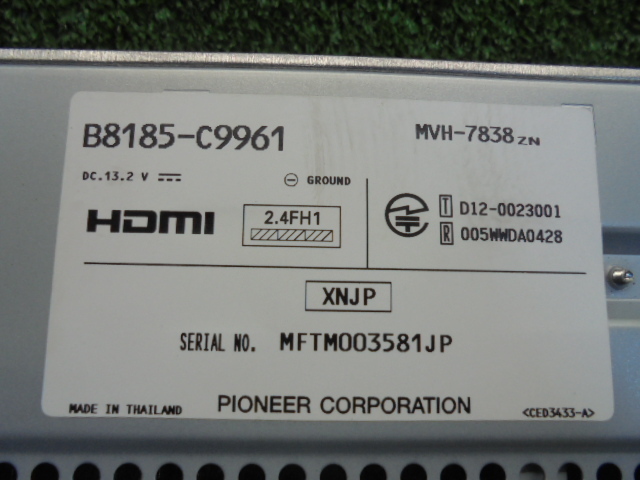 B8185-C9961
MVH-7838ZN
DC.13.2 V
GROUND
HDMI
2.4FH1
T D12-0023001
R 005WWDA0428
XNJP
SERIAL NO. MFTM003581JP
MADE IN THAILAND
PIONEER CORPORATION
<CED3433-A>